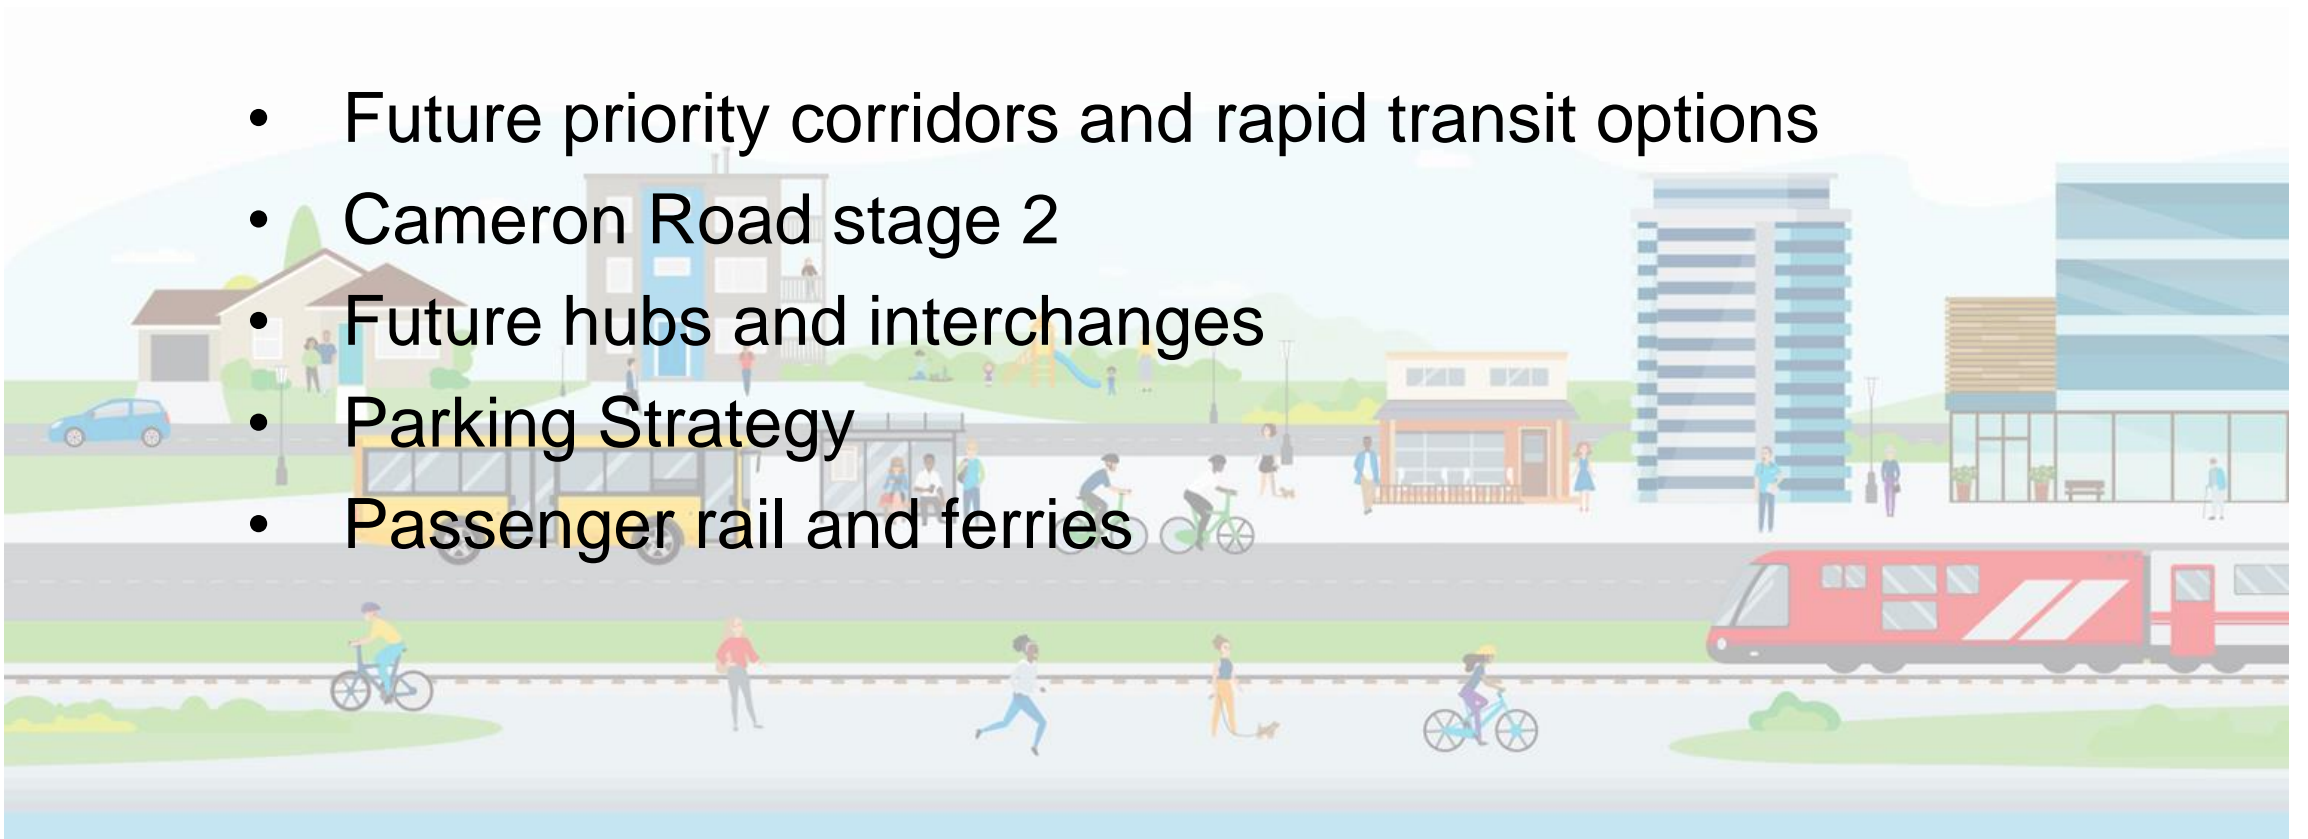 • Future priority corridors and rapid transit options
• Cameron Road stage 2
• Future hubs and interchanges
• Parking Strategy
• Passenger rail and ferries